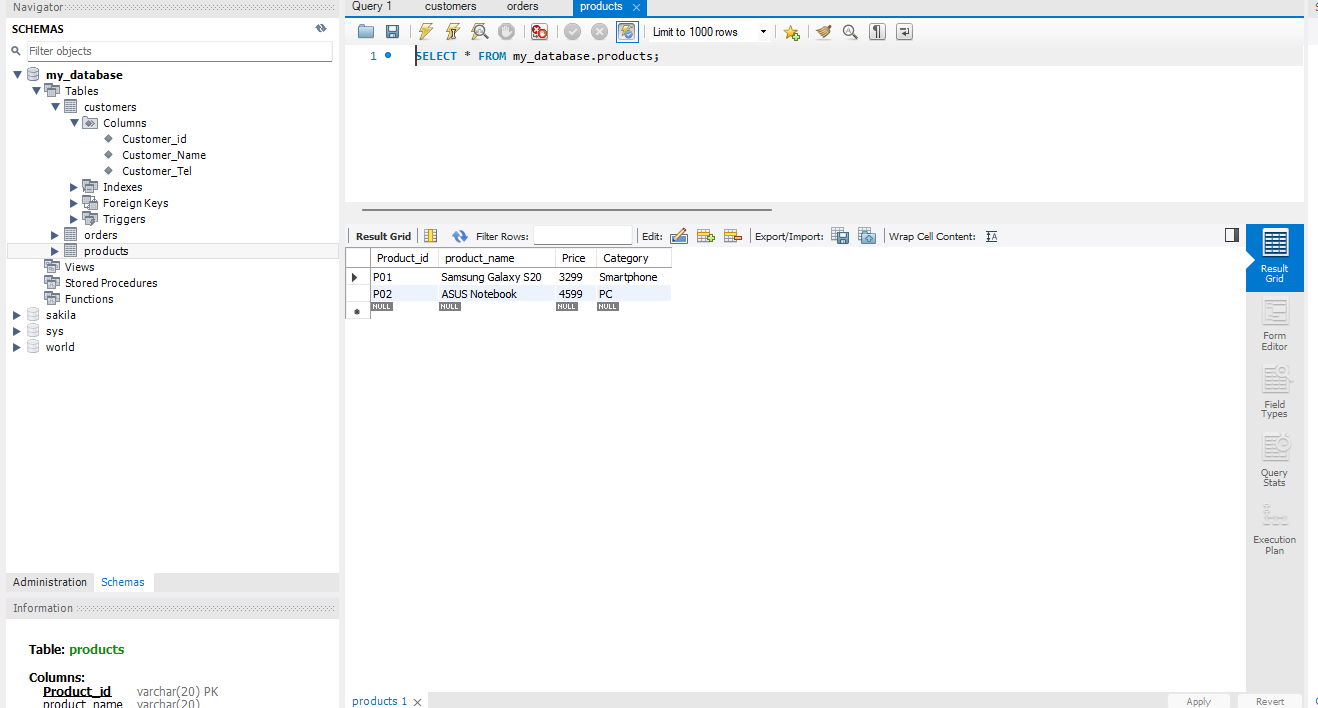 Navigator
SCHEMAS
Filter objects
my_database
Tables
customers
Columns
Customer_id
Customer_Name
Customer_Tel
Indexes
Foreign Keys
Triggers
orders
products
Views
Stored Procedures
Functions
sakila
sys
world
Administration Schemas
Information
Table: products
Columns:
Product_id varchar(20) PK
product_name varchar(20)
Query 1 customers orders products
Limit to 1000 rows
1 SELECT * FROM my_database.products;
Result Grid Filter Rows: Edit: Export/Import: Wrap Cell Content: IA
Product_id product_name Price Category
P01 Samsung Galaxy S20 3299 Smartphone
P02 ASUS Notebook 4599 PC
NULL NULL NULL NULL
Result
Grid
Form
Editor
Field
Types
Query
Stats
Execution
Plan
products 1 Apply Revert